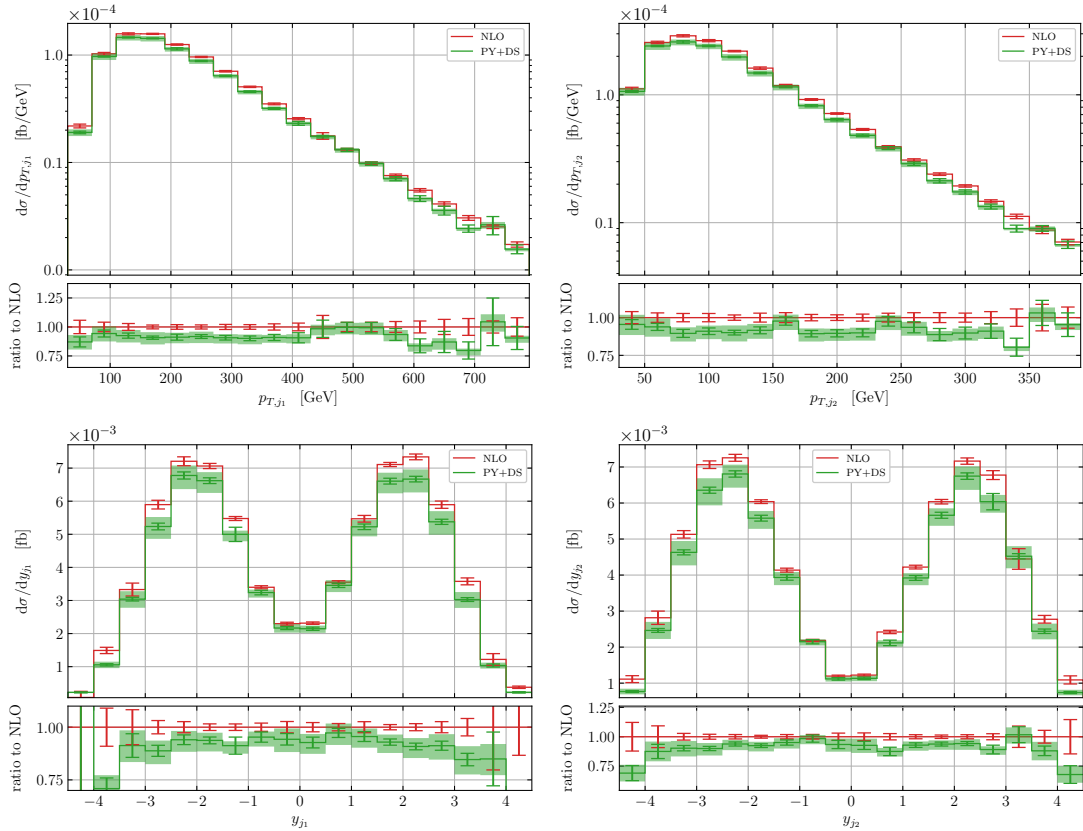 ×10⁻⁴
×10⁻⁴
NLO
PY+DS
NLO
PY+DS
dσ/dp_{T,j₁} [fb/GeV]
1.0
0.1
0.0
dσ/dp_{T,j₂} [fb/GeV]
1.0
0.1
ratio to NLO
1.25
1.00
0.75
ratio to NLO
1.00
0.75
100 200 300 400 500 600 700
50 100 150 200 250 300 350
p_{T,j₁} [GeV]
p_{T,j₂} [GeV]
×10⁻³
×10⁻³
NLO
PY+DS
NLO
PY+DS
dσ/dy_{j₁} [fb]
7
6
5
4
3
2
1
dσ/dy_{j₂} [fb]
7
6
5
4
3
2
1
ratio to NLO
1.00
0.75
ratio to NLO
1.25
1.00
0.75
−4 −3 −2 −1 0 1 2 3 4
−4 −3 −2 −1 0 1 2 3 4
y_{j₁}
y_{j₂}